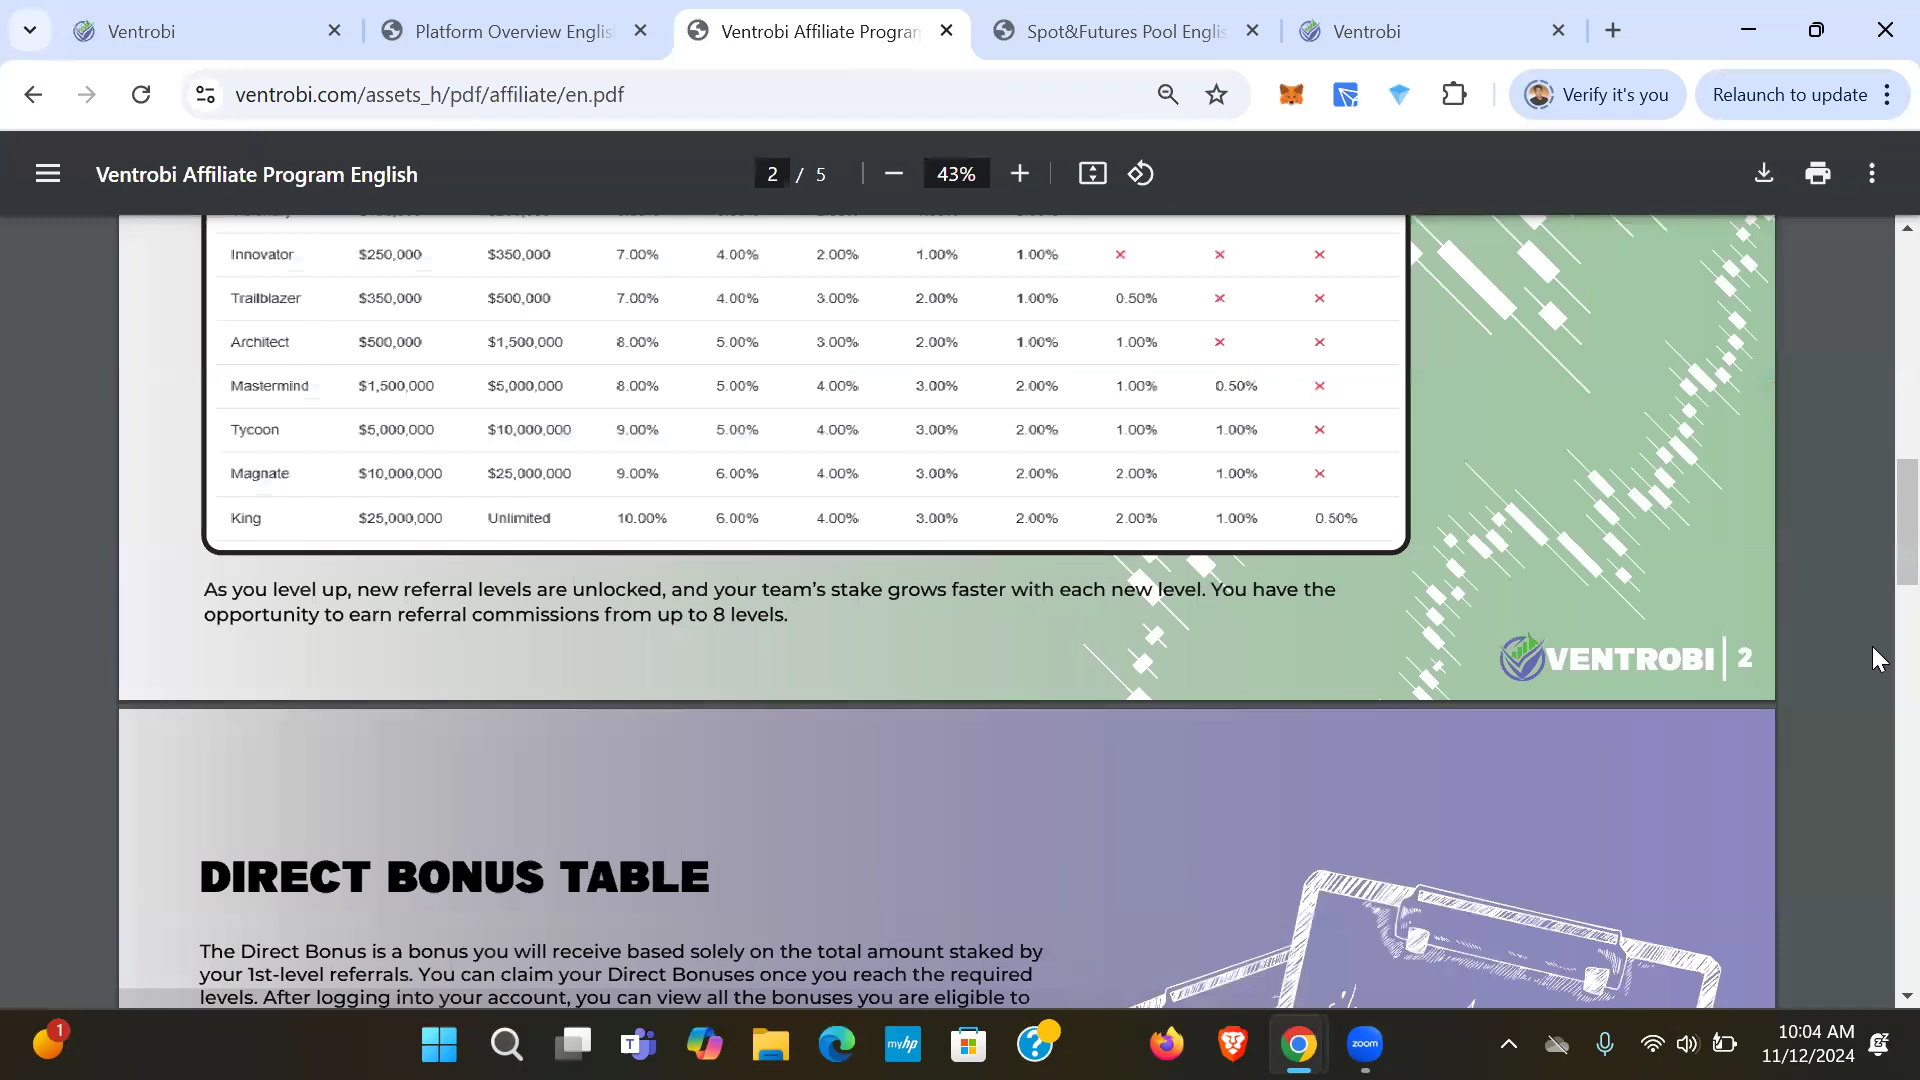 Ventrobi
Platform Overview Englis
Ventrobi Affiliate Program
Spot&Futures Pool Englis
Ventrobi
ventrobi.com/assets_h/pdf/affiliate/en.pdf
Verify it's you
Relaunch to update
Ventrobi Affiliate Program English
2 / 5
43%
Innovator $250,000 $350,000 7.00% 4.00% 2.00% 1.00% 1.00% × × ×
Trailblazer $350,000 $500,000 7.00% 4.00% 3.00% 2.00% 1.00% 0.50% × ×
Architect $500,000 $1,500,000 8.00% 5.00% 3.00% 2.00% 1.00% 1.00% × ×
Mastermind $1,500,000 $5,000,000 8.00% 5.00% 4.00% 3.00% 2.00% 1.00% 0.50% ×
Tycoon $5,000,000 $10,000,000 9.00% 5.00% 4.00% 3.00% 2.00% 1.00% 1.00% ×
Magnate $10,000,000 $25,000,000 9.00% 6.00% 4.00% 3.00% 2.00% 2.00% 1.00% ×
King $25,000,000 Unlimited 10.00% 6.00% 4.00% 3.00% 2.00% 2.00% 1.00% 0.50%
As you level up, new referral levels are unlocked, and your team's stake grows faster with each new level. You have the
opportunity to earn referral commissions from up to 8 levels.
VENTROBI 2
DIRECT BONUS TABLE
The Direct Bonus is a bonus you will receive based solely on the total amount staked by
your 1st-level referrals. You can claim your Direct Bonuses once you reach the required
levels. After logging into your account, you can view all the bonuses you are eligible to
1
T
myhp
zoom
10:04 AM
11/12/2024